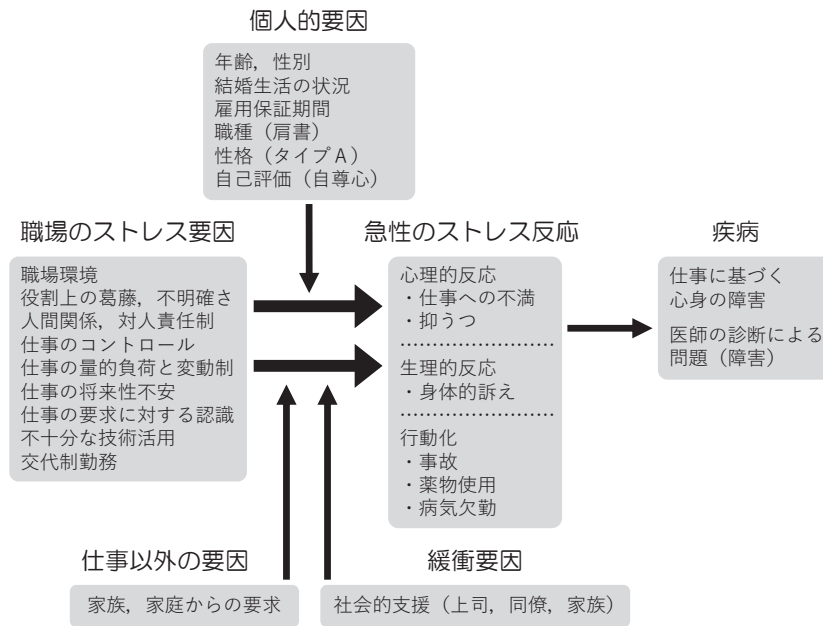 個人的要因
年齢，性別
結婚生活の状況
雇用保証期間
職種（肩書）
性格（タイプA）
自己評価（自尊心）
職場のストレス要因
職場環境
役割上の葛藤，不明確さ
人間関係，対人責任制
仕事のコントロール
仕事の量的負荷と変動制
仕事の将来性不安
仕事の要求に対する認識
不十分な技術活用
交代制勤務
急性のストレス反応
心理的反応
・仕事への不満
・抑うつ
生理的反応
・身体的訴え
行動化
・事故
・薬物使用
・病気欠勤
疾病
仕事に基づく
心身の障害
医師の診断による
問題（障害）
仕事以外の要因
家族，家庭からの要求
緩衝要因
社会的支援（上司，同僚，家族）